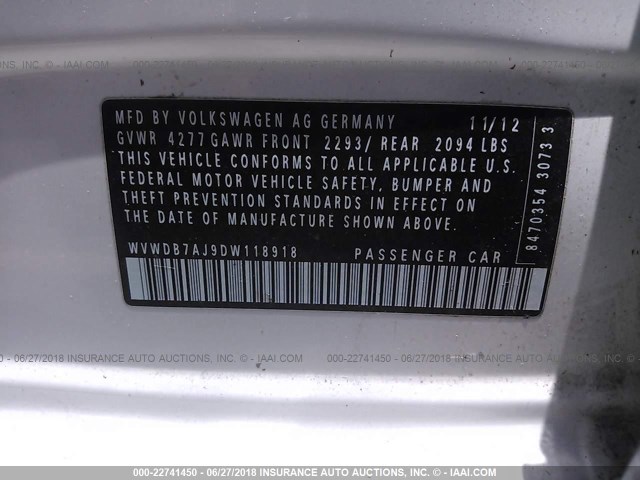 MFD BY VOLKSWAGEN AG GERMANY 11/12
GVWR 4277 GAWR FRONT 2293/ REAR 2094 LBS
THIS VEHICLE CONFORMS TO ALL APPLICABLE U.S.
FEDERAL MOTOR VEHICLE SAFETY, BUMPER AND
THEFT PREVENTION STANDARDS IN EFFECT ON
THE DATE OF MANUFACTURE SHOWN ABOVE.
WVWDB7AJ9DW118918 PASSENGER CAR
8470354 3073 3
000-22741450 - 06/27/2018 INSURANCE AUTO AUCTIONS, INC. - © IAAI.COM